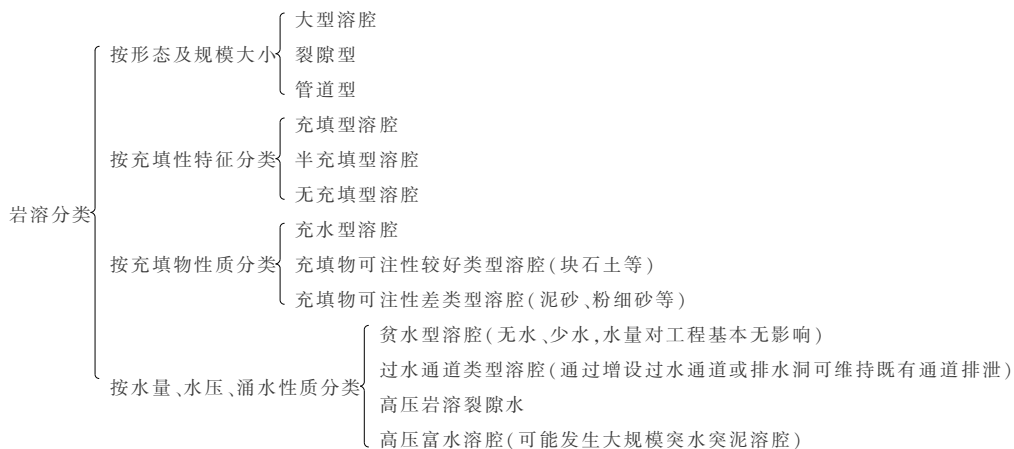 大型溶腔
按形态及规模大小
裂隙型
管道型
充填型溶腔
按充填性特征分类
半充填型溶腔
无充填型溶腔
岩溶分类
充水型溶腔
按充填物性质分类
充填物可注性较好类型溶腔(块石土等)
充填物可注性差类型溶腔(泥砂、粉细砂等)
贫水型溶腔(无水、少水,水量对工程基本无影响)
过水通道类型溶腔(通过增设过水通道或排水洞可维持既有通道排泄)
按水量、水压、涌水性质分类
高压岩溶裂隙水
高压富水溶腔(可能发生大规模突水突泥溶腔)